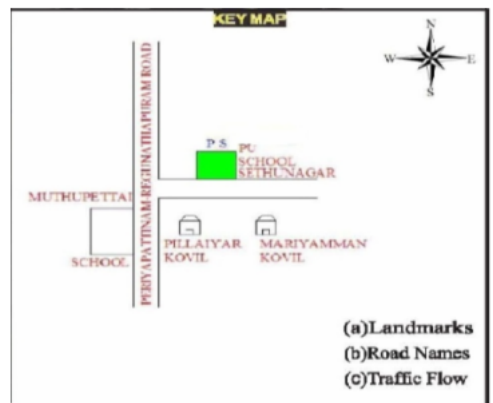 KEY MAP
N
W E
S
PERIYAPATTINAM-REGUNATHAPURAM ROAD
P S
PU
SCHOOL
SETHUNAGAR
MUTHUPETTAI
SCHOOL
PILLAIYAR
KOVIL
MARIYAMMAN
KOVIL
(a)Landmarks
(b)Road Names
(c)Traffic Flow